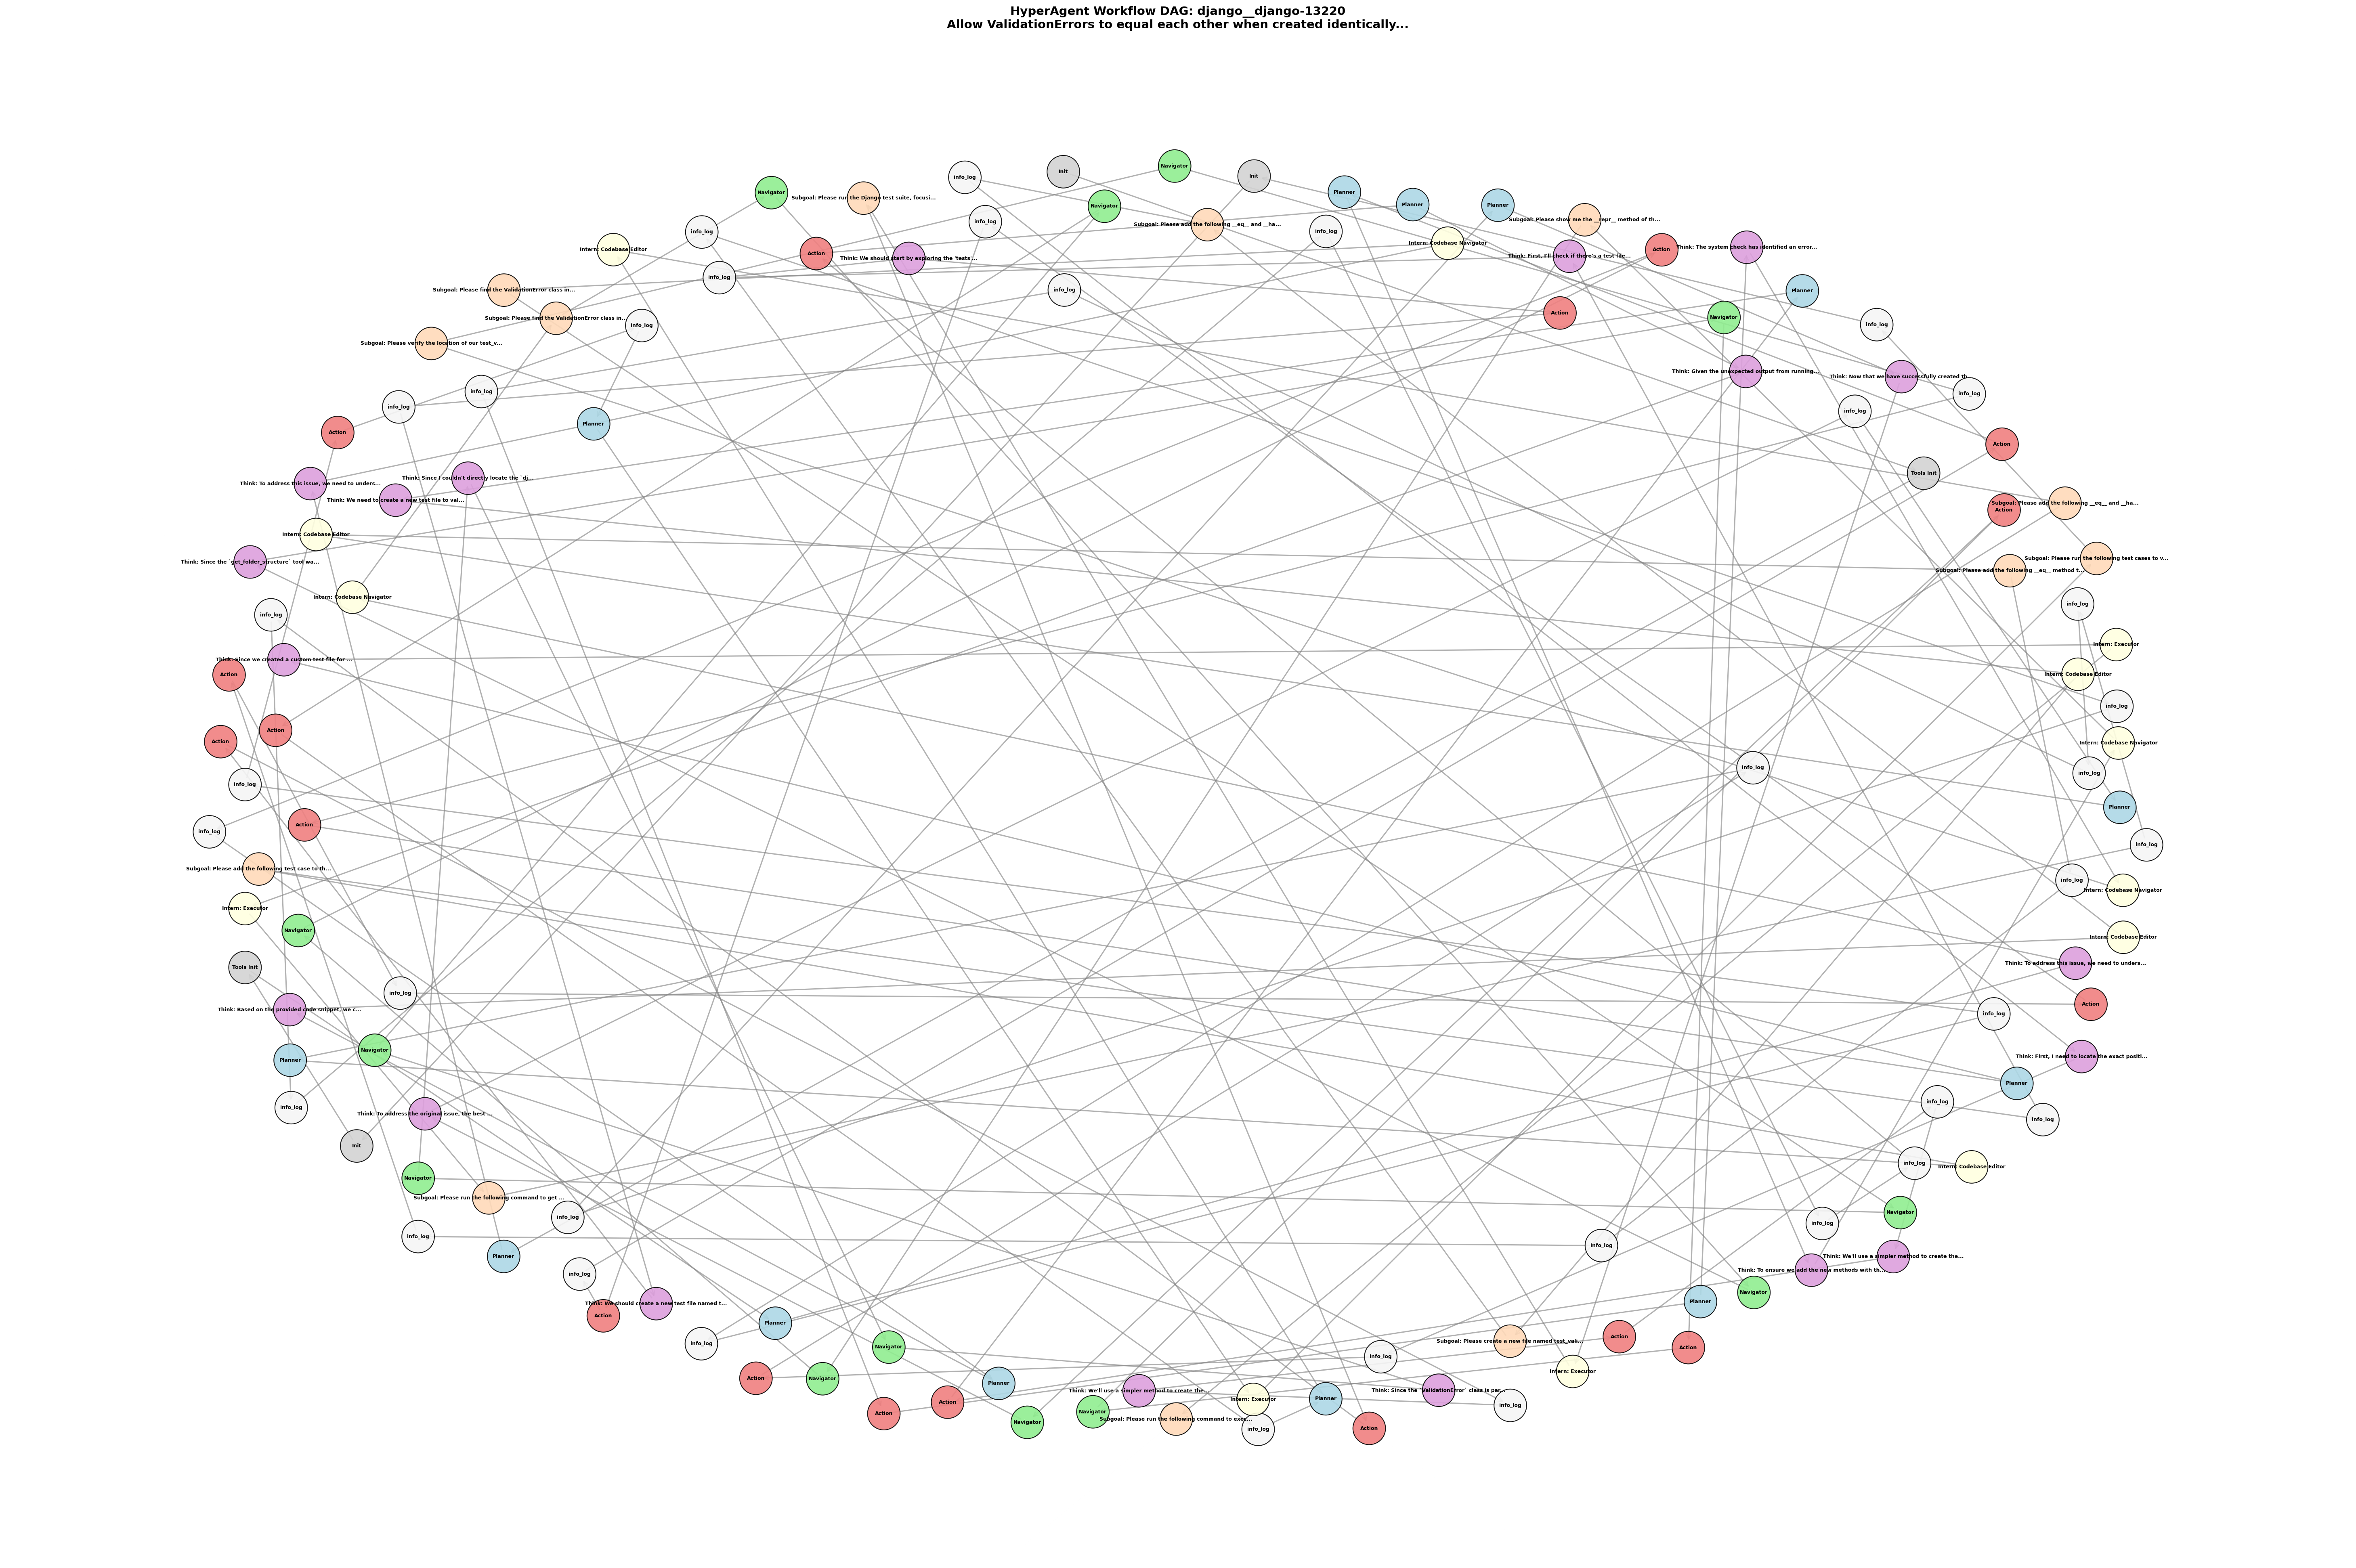 HyperAgent Workflow DAG: django__django-13220
Allow ValidationErrors to equal each other when created identically...
Navigator
Init
Init
info_log
Navigator
Planner
Subgoal: Please run the Django test suite, focusi...
Planner
Planner
Navigator
Subgoal: Please show me the __repr__ method of th...
info_log
Subgoal: Please add the following __eq__ and __ha...
info_log
info_log
Intern: Codebase Navigator
Think: The system check has identified an error...
Intern: Codebase Editor
Action
Action
Think: First, I'll check if there's a test file...
Think: We should start by exploring the 'tests'...
info_log
Subgoal: Please find the ValidationError class in...
info_log
Planner
Action
Navigator
Subgoal: Please find the ValidationError class in...
info_log
info_log
Subgoal: Please verify the location of our test_v...
Think: Given the unexpected output from running...
Think: Now that we have successfully created th...
info_log
info_log
info_log
info_log
Planner
Action
Action
Tools Init
Think: Since I couldn't directly locate the `dj...
Think: To address this issue, we need to unders...
Think: We need to create a new test file to val...
Subgoal: Please add the following __eq__ and __ha...
Action
Intern: Codebase Editor
Subgoal: Please run the following test cases to v...
Think: Since the `get_folder_structure` tool wa...
Subgoal: Please add the following __eq__ method t...
Intern: Codebase Navigator
info_log
info_log
Intern: Executor
Think: Since we created a custom test file for ...
Action
Intern: Codebase Editor
info_log
Action
Action
Intern: Codebase Navigator
info_log
info_log
info_log
Planner
Action
info_log
info_log
Subgoal: Please add the following test case to th...
info_log
Intern: Codebase Navigator
Intern: Executor
Navigator
Intern: Codebase Editor
Think: To address this issue, we need to unders...
Tools Init
info_log
Action
Think: Based on the provided code snippet, we c...
info_log
Navigator
Think: First, I need to locate the exact positi...
Planner
Planner
info_log
info_log
Think: To address the original issue, the best ...
info_log
Init
info_log
Intern: Codebase Editor
Navigator
Subgoal: Please run the following command to get ...
Navigator
info_log
info_log
info_log
info_log
Planner
Think: We'll use a simpler method to create the...
Think: To ensure we add the new methods with th...
info_log
Navigator
Think: We should create a new test file named t...
Planner
Action
Planner
Action
Subgoal: Please create a new file named test_vali...
info_log
Navigator
Action
info_log
Intern: Executor
Action
Navigator
Planner
Think: We'll use a simpler method to create the...
Think: Since the `ValidationError` class is par...
Planner
Intern: Executor
Action
info_log
Navigator
Action
Subgoal: Please run the following command to exec...
Navigator
Action
info_log